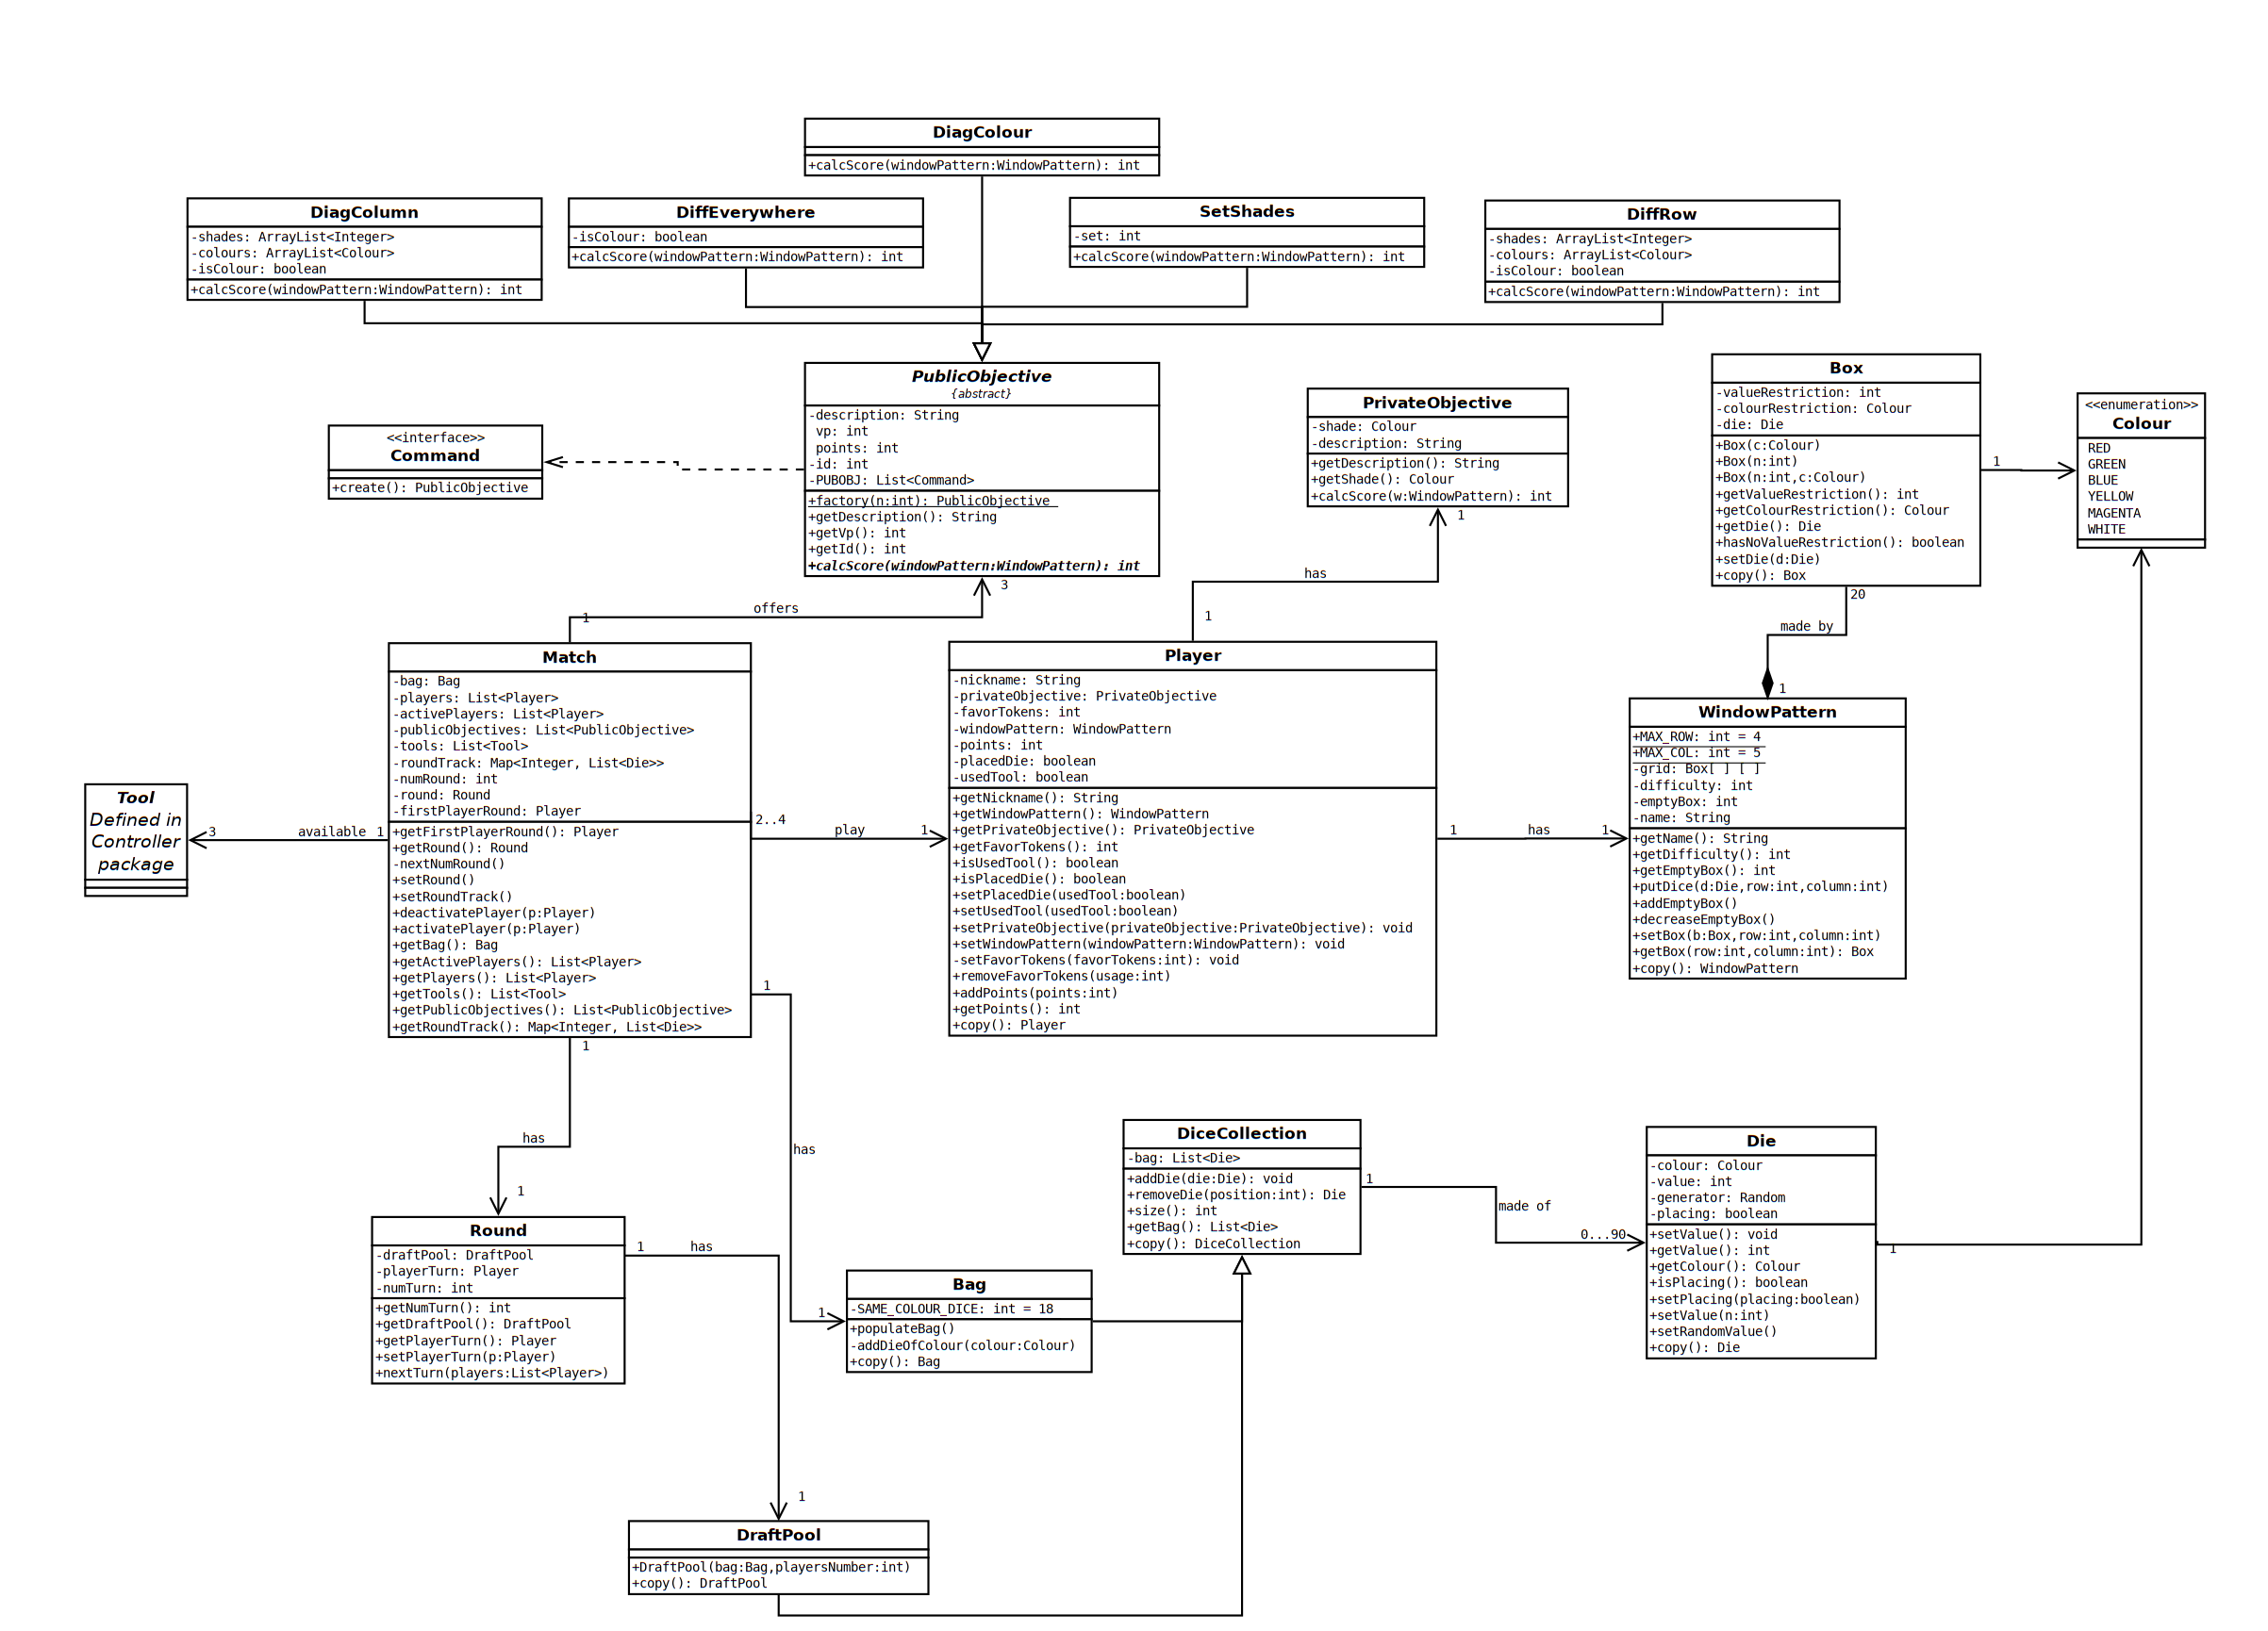 DiagColour
+calcScore(windowPattern:WindowPattern): int
DiagColumn
-shades: ArrayList<Integer>
-colours: ArrayList<Colour>
-isColour: boolean
+calcScore(windowPattern:WindowPattern): int
DiffEverywhere
-isColour: boolean
+calcScore(windowPattern:WindowPattern): int
SetShades
-set: int
+calcScore(windowPattern:WindowPattern): int
DiffRow
-shades: ArrayList<Integer>
-colours: ArrayList<Colour>
-isColour: boolean
+calcScore(windowPattern:WindowPattern): int
<<interface>>
Command
+create(): PublicObjective
PublicObjective
{abstract}
-description: String
vp: int
points: int
-id: int
-PUBOBJ: List<Command>
+factory(n:int): PublicObjective
+getDescription(): String
+getVp(): int
+getId(): int
+calcScore(windowPattern:WindowPattern): int
3
offers
1
PrivateObjective
-shade: Colour
-description: String
+getDescription(): String
+getShade(): Colour
+calcScore(w:WindowPattern): int
1
has
1
Box
-valueRestriction: int
-colourRestriction: Colour
-die: Die
+Box(c:Colour)
+Box(n:int)
+Box(n:int,c:Colour)
+getValueRestriction(): int
+getColourRestriction(): Colour
+getDie(): Die
+hasNoValueRestriction(): boolean
+setDie(d:Die)
+copy(): Box
1
20
made by
1
<<enumeration>>
Colour
RED
GREEN
BLUE
YELLOW
MAGENTA
WHITE
Tool
Defined in
Controller
package
3
available
1
Match
-bag: Bag
-players: List<Player>
-activePlayers: List<Player>
-publicObjectives: List<PublicObjective>
-tools: List<Tool>
-roundTrack: Map<Integer, List<Die>>
-numRound: int
-round: Round
-firstPlayerRound: Player
+getFirstPlayerRound(): Player
+getRound(): Round
-nextNumRound()
+setRound()
+setRoundTrack()
+deactivatePlayer(p:Player)
+activatePlayer(p:Player)
+getBag(): Bag
+getActivePlayers(): List<Player>
+getPlayers(): List<Player>
+getTools(): List<Tool>
+getPublicObjectives(): List<PublicObjective>
+getRoundTrack(): Map<Integer, List<Die>>
2..4
play
1
Player
-nickname: String
-privateObjective: PrivateObjective
-favorTokens: int
-windowPattern: WindowPattern
-points: int
-placedDie: boolean
-usedTool: boolean
+getNickname(): String
+getWindowPattern(): WindowPattern
+getPrivateObjective(): PrivateObjective
+getFavorTokens(): int
+isUsedTool(): boolean
+isPlacedDie(): boolean
+setPlacedDie(usedTool:boolean)
+setUsedTool(usedTool:boolean)
+setPrivateObjective(privateObjective:PrivateObjective): void
+setWindowPattern(windowPattern:WindowPattern): void
-setFavorTokens(favorTokens:int): void
+removeFavorTokens(usage:int)
+addPoints(points:int)
+getPoints(): int
+copy(): Player
1
has
1
WindowPattern
+MAX_ROW: int = 4
+MAX_COL: int = 5
-grid: Box[ ] [ ]
-difficulty: int
-emptyBox: int
-name: String
+getName(): String
+getDifficulty(): int
+getEmptyBox(): int
+putDice(d:Die,row:int,column:int)
+addEmptyBox()
+decreaseEmptyBox()
+setBox(b:Box,row:int,column:int)
+getBox(row:int,column:int): Box
+copy(): WindowPattern
1
has
1
1
has
1
Round
-draftPool: DraftPool
-playerTurn: Player
-numTurn: int
+getNumTurn(): int
+getDraftPool(): DraftPool
+getPlayerTurn(): Player
+setPlayerTurn(p:Player)
+nextTurn(players:List<Player>)
1
has
1
Bag
-SAME_COLOUR_DICE: int = 18
+populateBag()
-addDieOfColour(colour:Colour)
+copy(): Bag
DiceCollection
-bag: List<Die>
+addDie(die:Die): void
+removeDie(position:int): Die
+size(): int
+getBag(): List<Die>
+copy(): DiceCollection
1
made of
0...90
Die
-colour: Colour
-value: int
-generator: Random
-placing: boolean
+setValue(): void
+getValue(): int
+getColour(): Colour
+isPlacing(): boolean
+setPlacing(placing:boolean)
+setValue(n:int)
+setRandomValue()
+copy(): Die
1
DraftPool
+DraftPool(bag:Bag,playersNumber:int)
+copy(): DraftPool